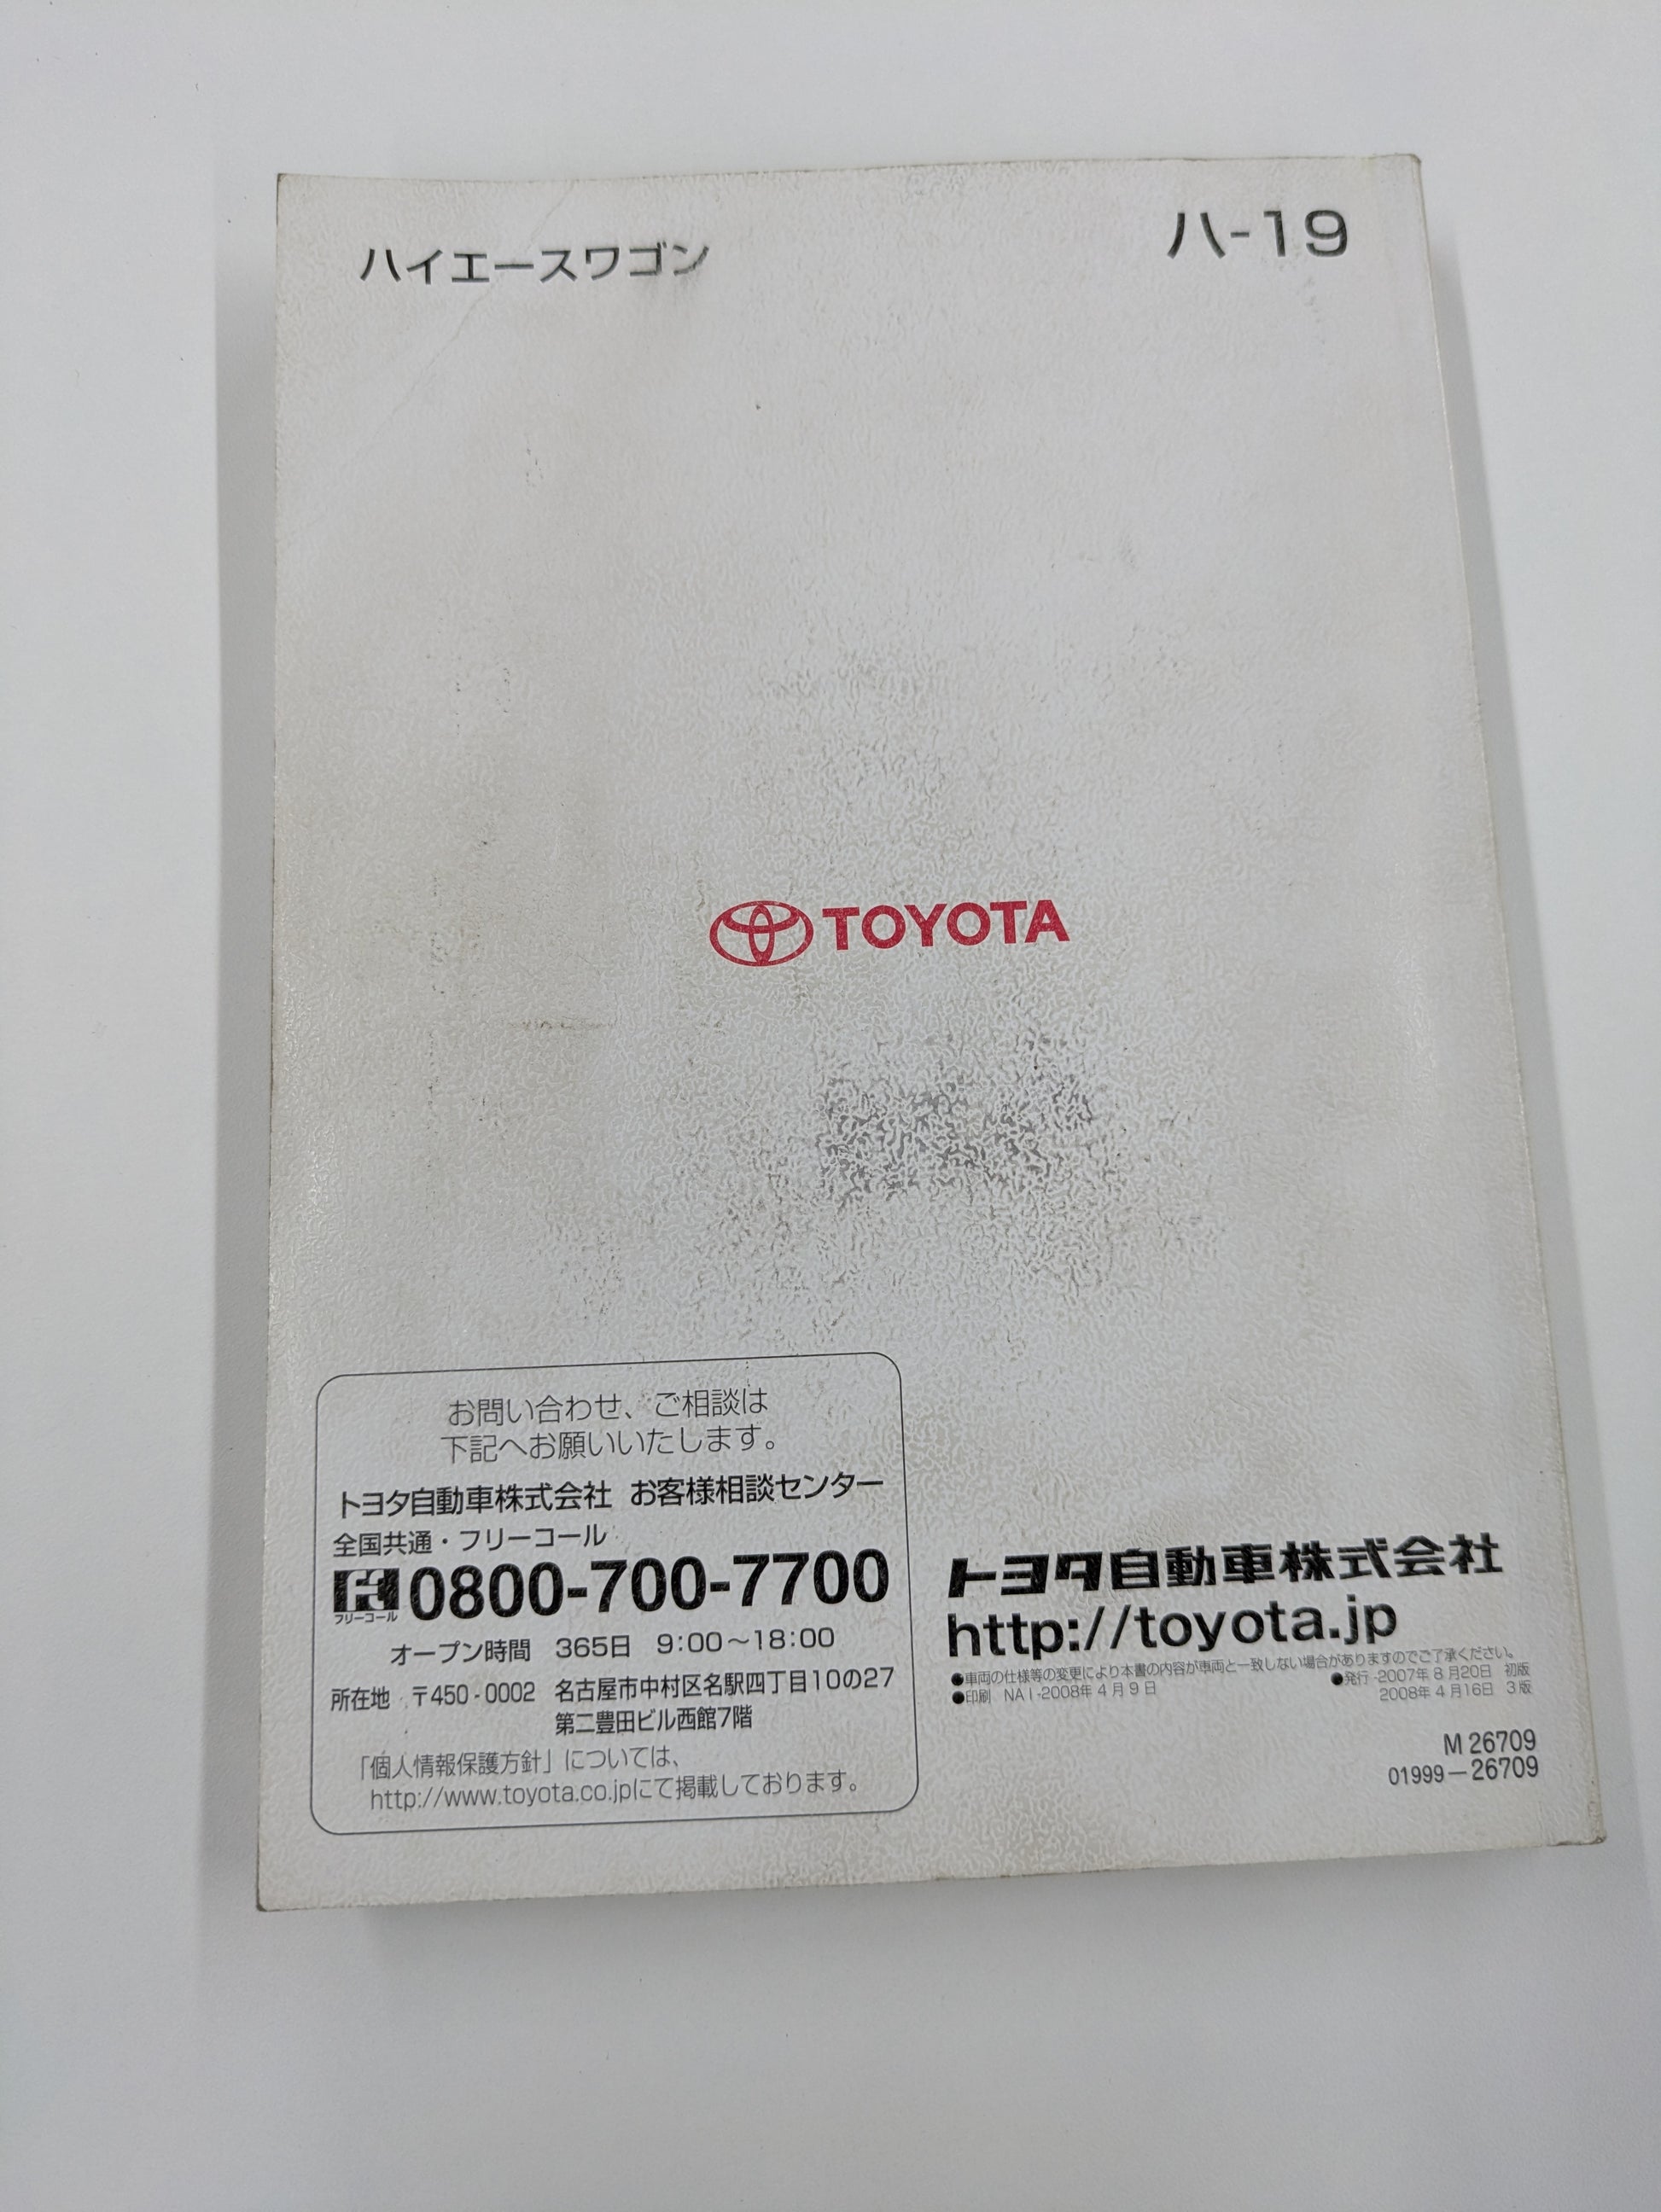 ハイエースワゴン
ハ-19
TOYOTA
お問い合わせ、ご相談は
下記へお願いいたします。
トヨタ自動車株式会社 お客様相談センター
全国共通・フリーコール
フリーコール 0800-700-7700
オープン時間 365日 9:00〜18:00
所在地 〒450-0002 名古屋市中村区名駅四丁目10の27
第二豊田ビル西館7階
「個人情報保護方針」については、
http://www.toyota.co.jpにて掲載しております。
トヨタ自動車株式会社
http://toyota.jp
●車両の仕様等の変更により本書の内容が車両と一致しない場合がありますのでご了承ください。
●印刷 NAI-2008年4月9日 ●発行-2007年8月20日 初版
2008年4月16日 3版
M 26709
01999-26709